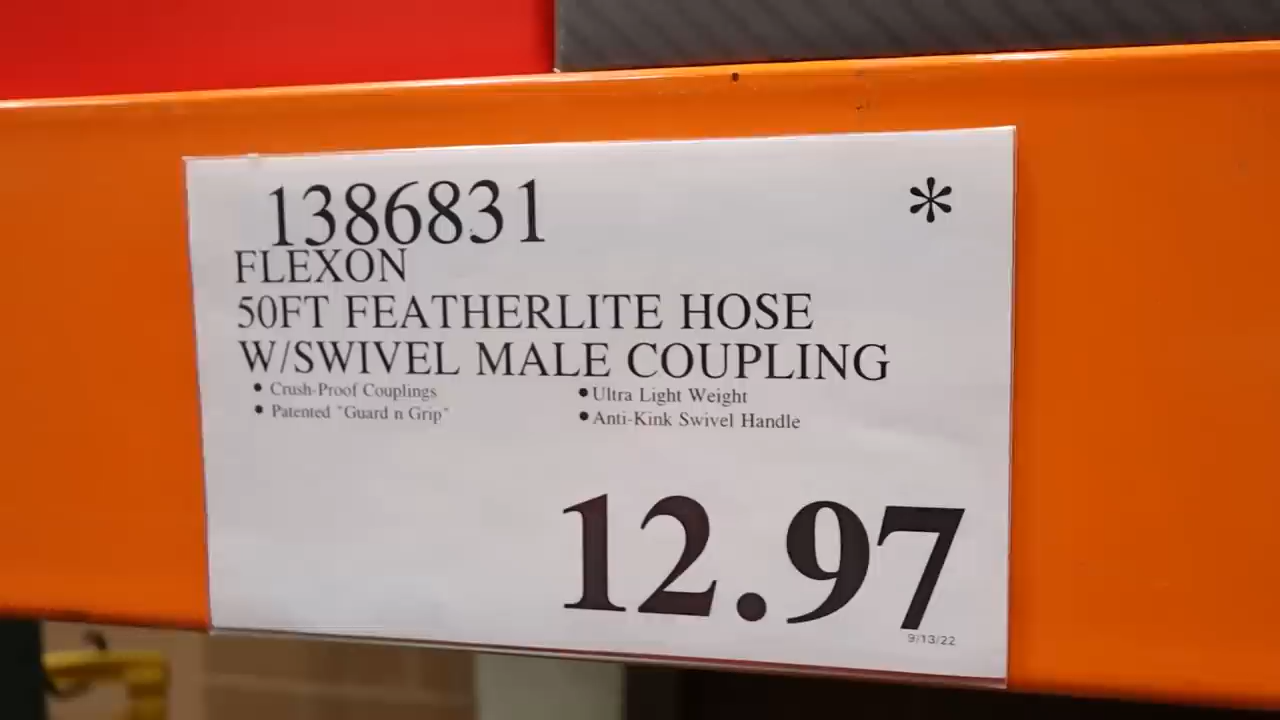 1386831 *
FLEXON
50FT FEATHERLITE HOSE
W/SWIVEL MALE COUPLING
• Crush-Proof Couplings • Ultra Light Weight
• Patented "Guard n Grip" • Anti-Kink Swivel Handle
12.97
9/13/22